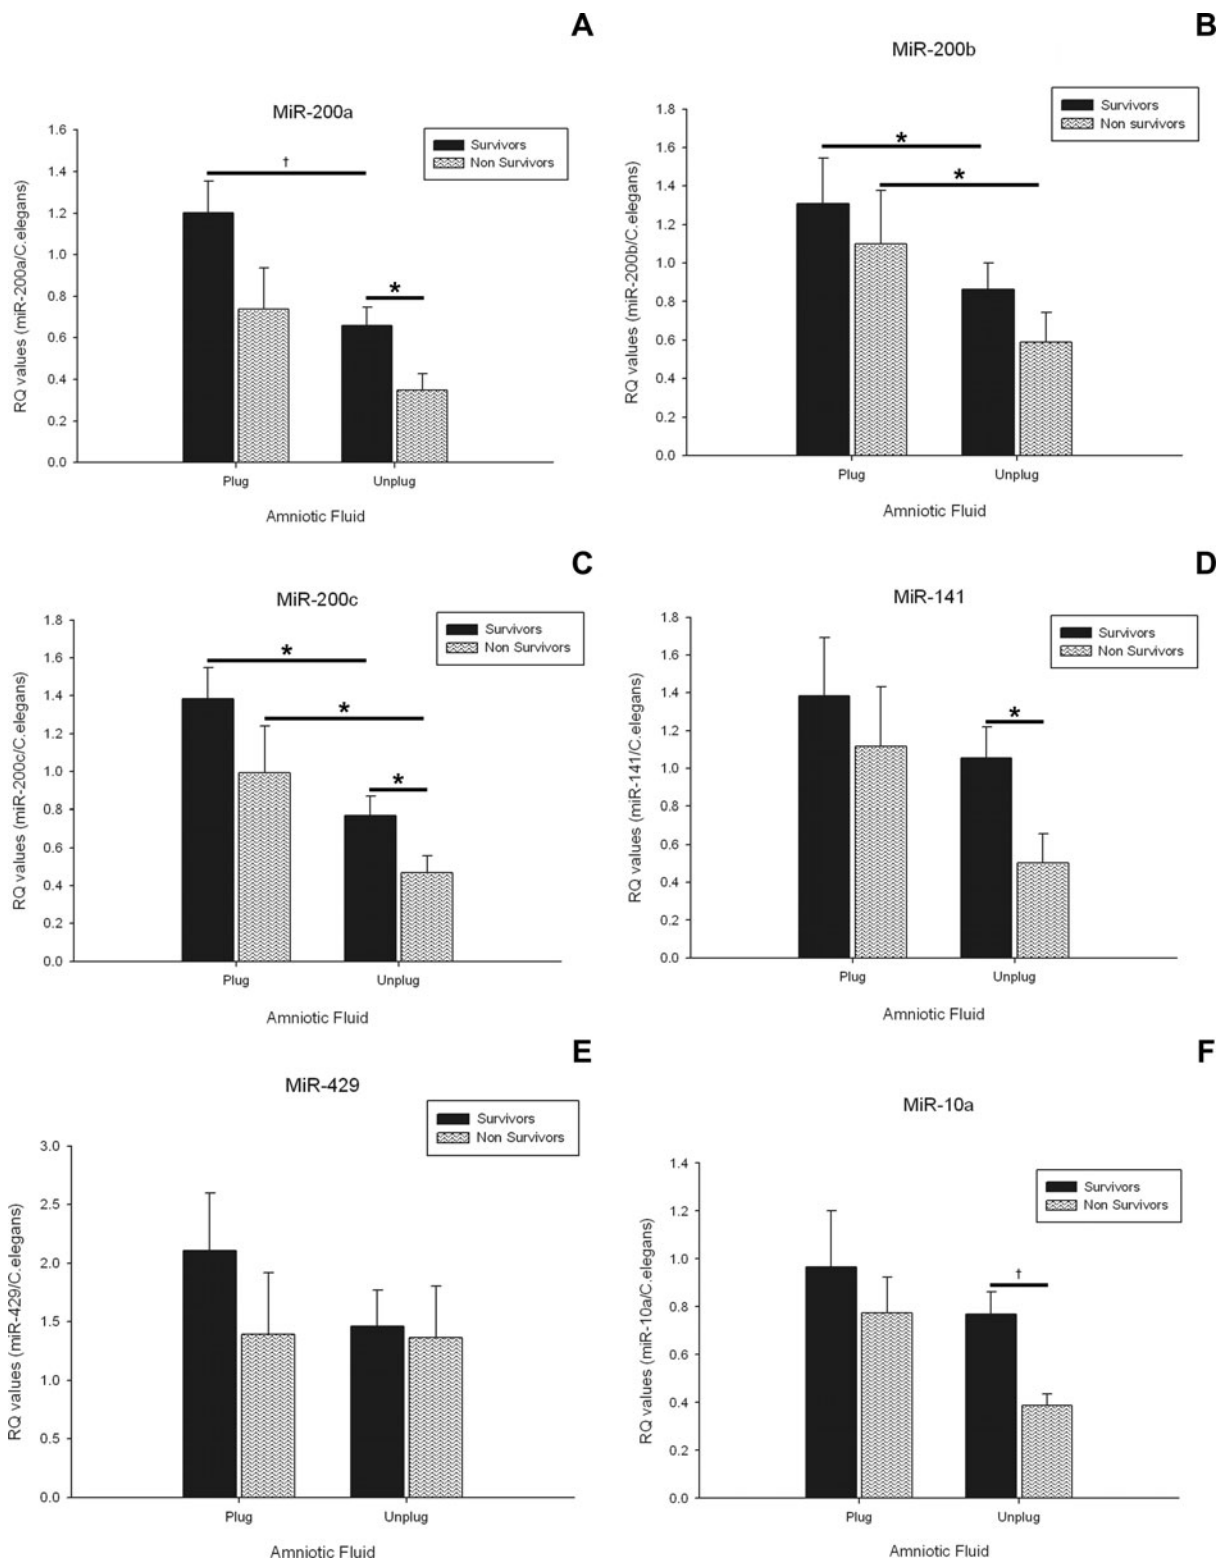 A
MiR-200a
Survivors
Non Survivors
1.6
1.4
1.2
1.0
0.8
0.6
0.4
0.2
0.0
RQ values (miR-200a/C.elegans)
†
*
Plug
Unplug
Amniotic Fluid
B
MiR-200b
Survivors
Non survivors
1.8
1.6
1.4
1.2
1.0
0.8
0.6
0.4
0.2
0.0
RQ values (miR-200b/C.elegans)
*
*
Plug
Unplug
Amniotic Fluid
C
MiR-200c
Survivors
Non Survivors
1.8
1.6
1.4
1.2
1.0
0.8
0.6
0.4
0.2
0.0
RQ values (miR-200c/C.elegans)
*
*
*
Plug
Unplug
Amniotic Fluid
D
MiR-141
Survivors
Non Survivors
1.8
1.6
1.4
1.2
1.0
0.8
0.6
0.4
0.2
0.0
RQ values (miR-141/C.elegans)
*
Plug
Unplug
Amniotic Fluid
E
MiR-429
Survivors
Non Survivors
3.0
2.5
2.0
1.5
1.0
0.5
0.0
RQ values (miR-429/C.elegans)
Plug
Unplug
Amniotic Fluid
F
MiR-10a
Survivors
Non Survivors
1.4
1.2
1.0
0.8
0.6
0.4
0.2
0.0
RQ values (miR-10a/C.elegans)
†
Plug
Unplug
Amniotic Fluid